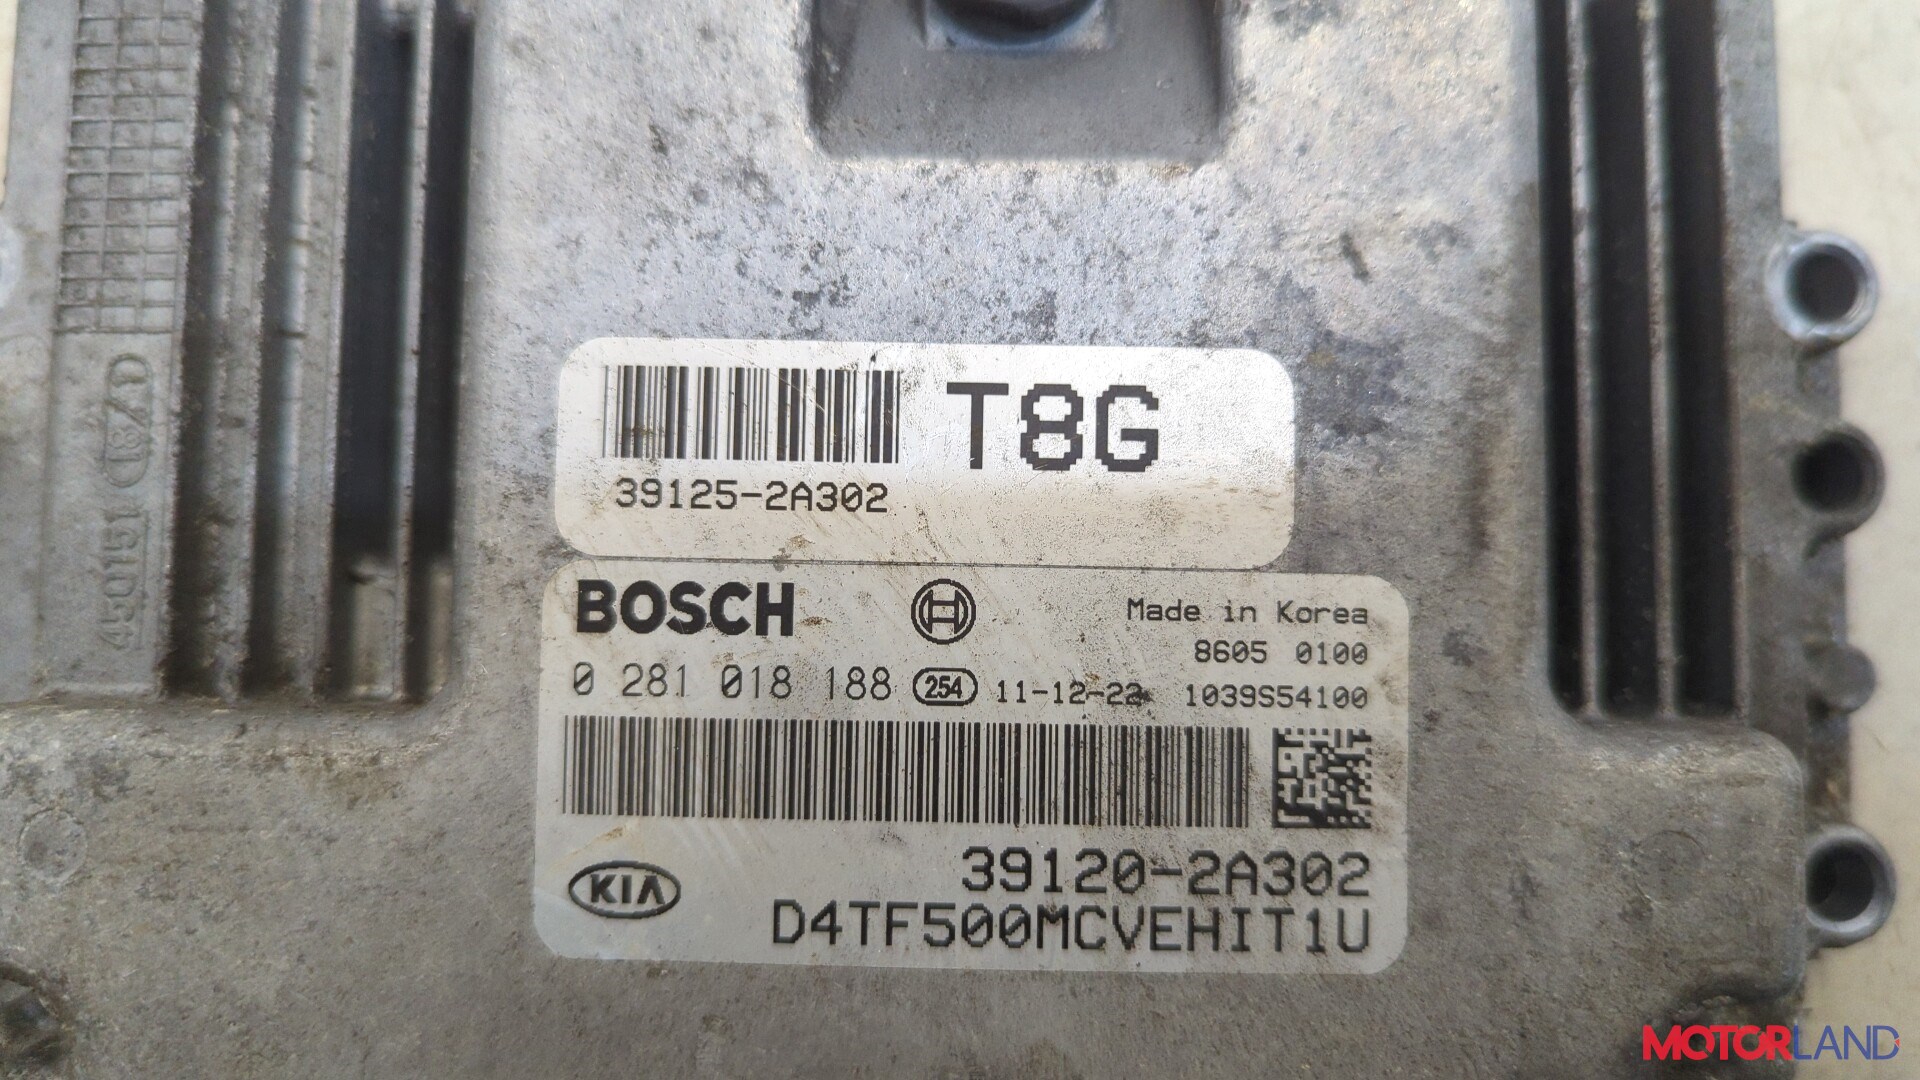 T8G
39125-2A302
BOSCH
Made in Korea
8605 0100
0 281 018 188 254 11-12-22 1039S54100
KIA
39120-2A302
D4TF500MCVEHIT1U
450151
MOTORLAND